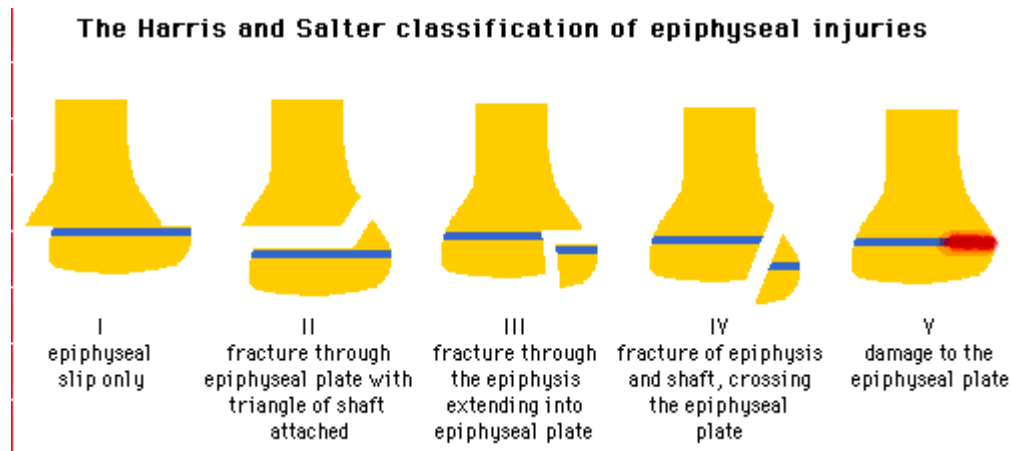 The Harris and Salter classification of epiphyseal injuries
I
epiphyseal
slip only
II
fracture through
epiphyseal plate with
triangle of shaft
attached
III
fracture through
the epiphysis
extending into
epiphyseal plate
IV
fracture of epiphysis
and shaft, crossing
the epiphyseal
plate
V
damage to the
epiphyseal plate